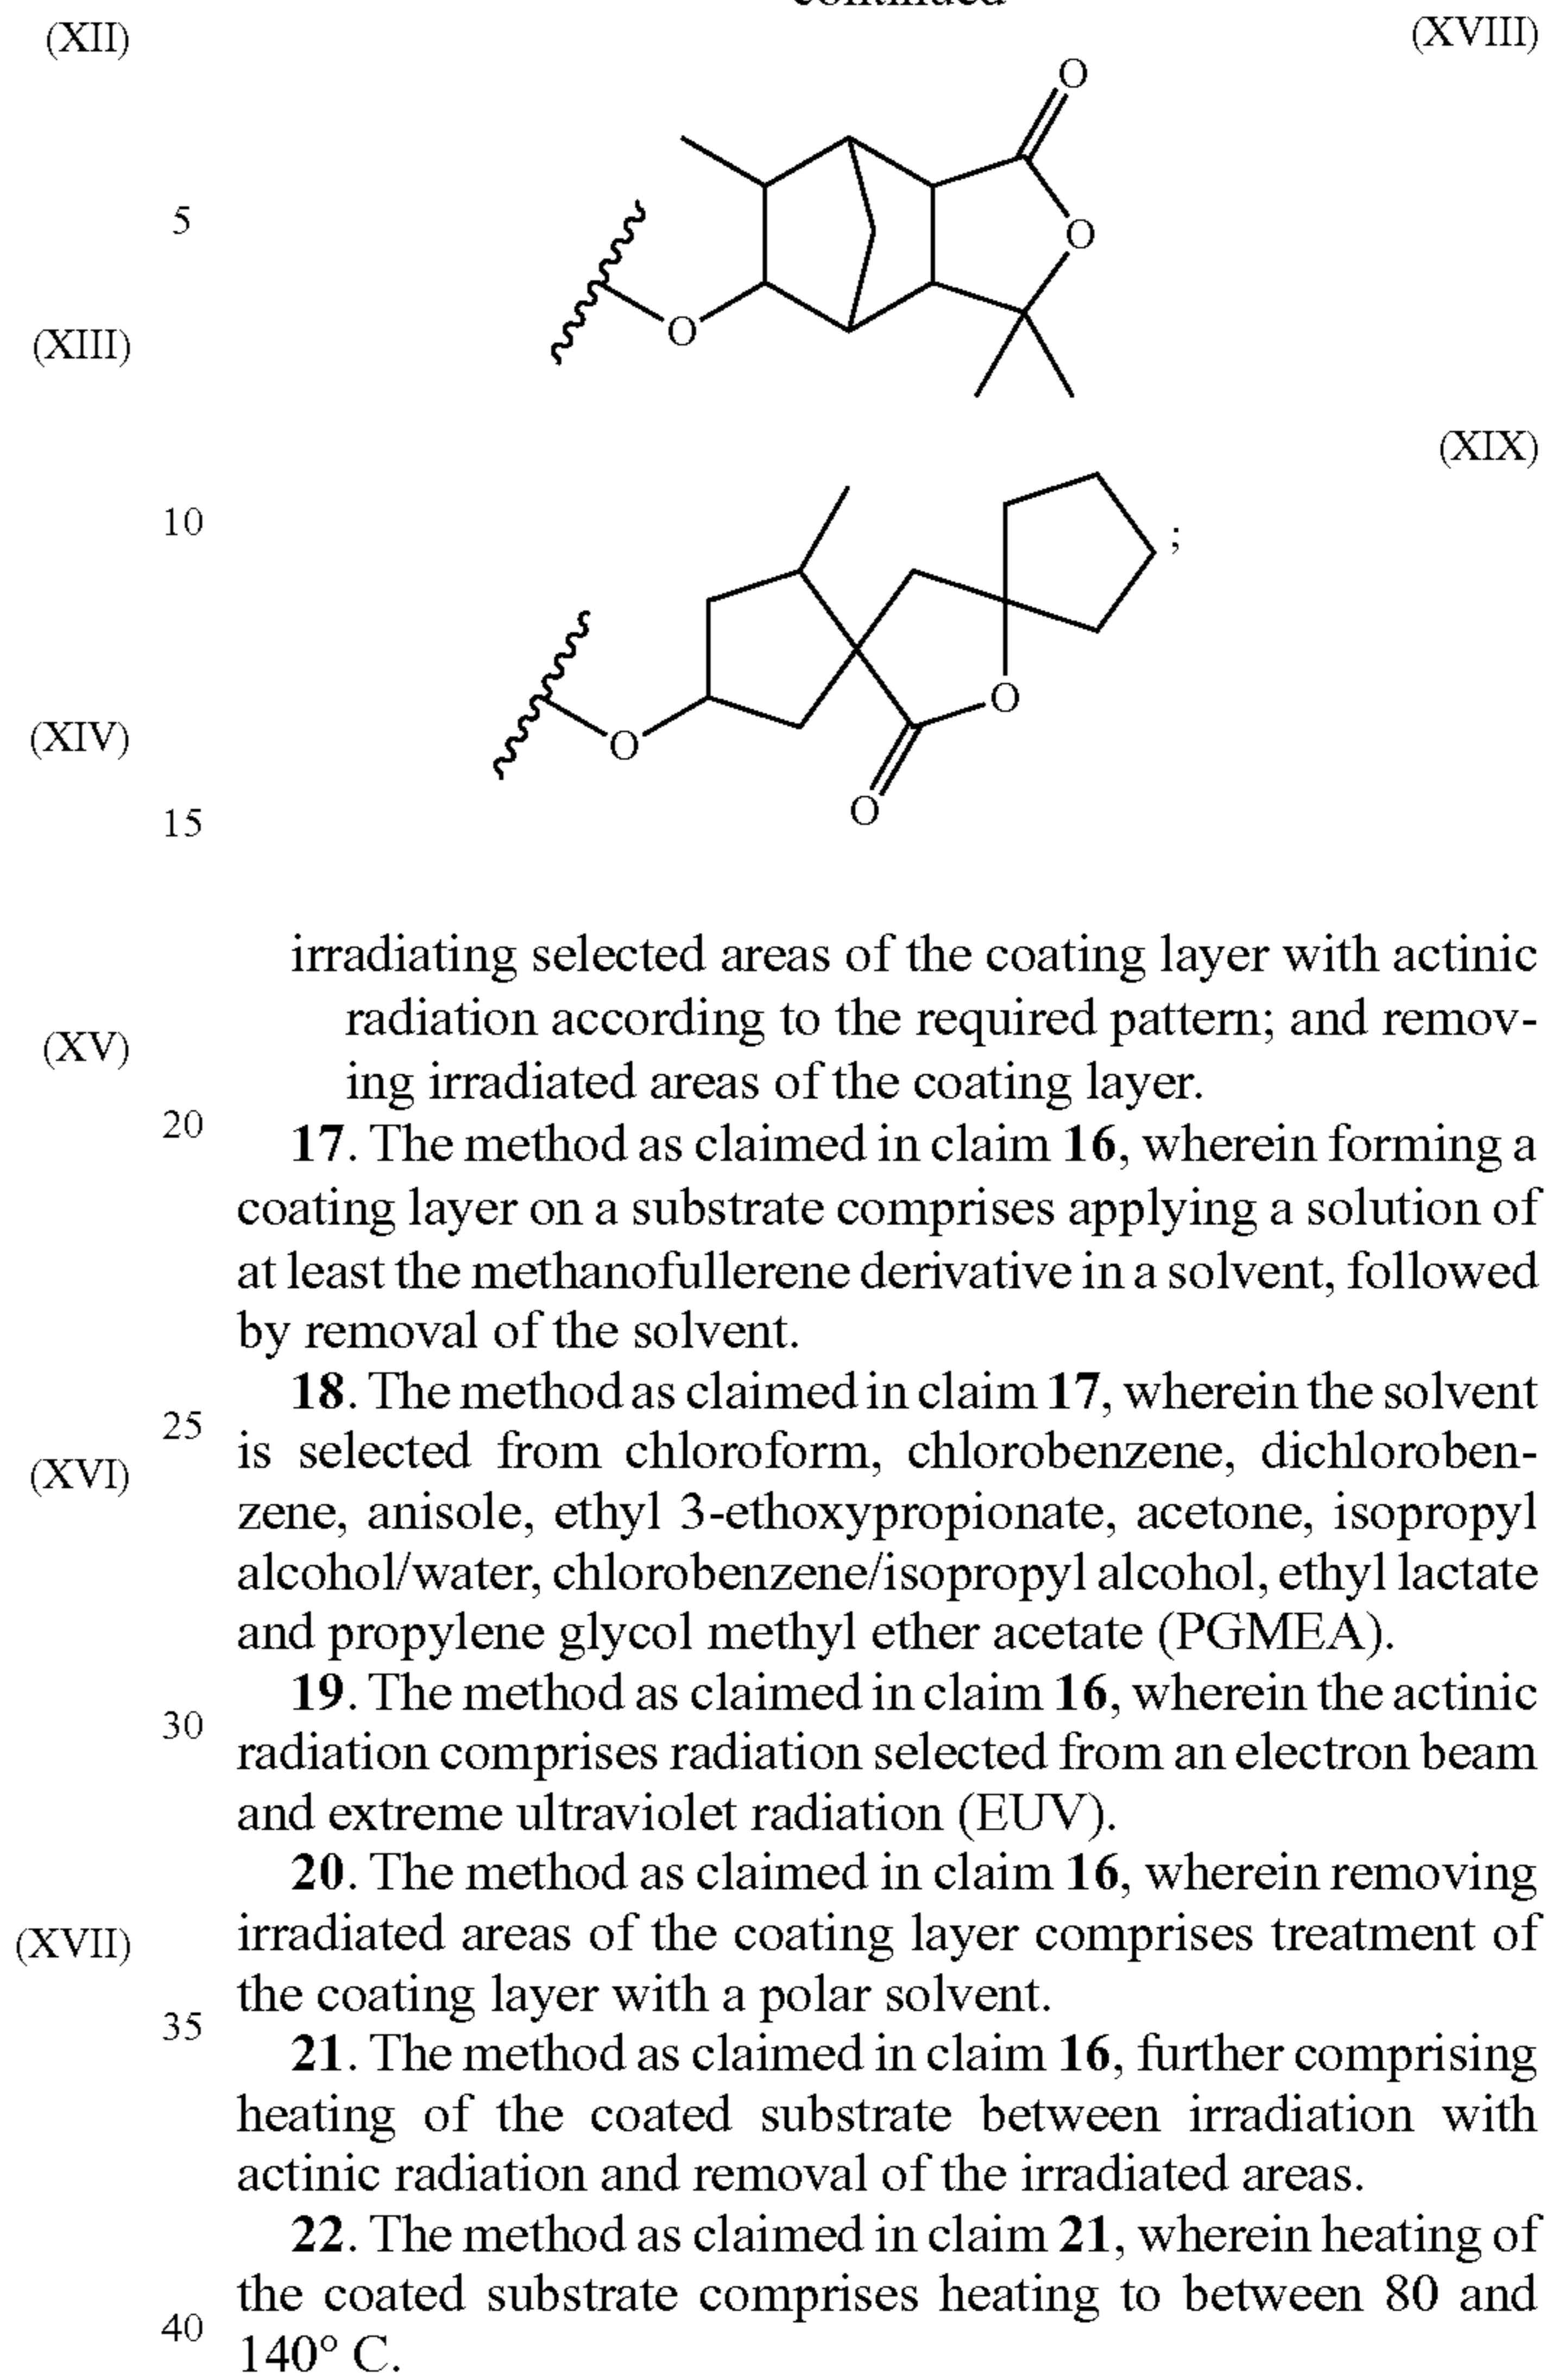 continued
(XII)
(XVIII)
O
5
O
O
(XIII)
(XIX)
10
;
O
(XIV)
O
O
15
irradiating selected areas of the coating layer with actinic
radiation according to the required pattern; and remov-
(XV)
ing irradiated areas of the coating layer.
20
17. The method as claimed in claim 16, wherein forming a
coating layer on a substrate comprises applying a solution of
at least the methanofullerene derivative in a solvent, followed
by removal of the solvent.
18. The method as claimed in claim 17, wherein the solvent
25
is selected from chloroform, chlorobenzene, dichloroben-
(XVI)
zene, anisole, ethyl 3-ethoxypropionate, acetone, isopropyl
alcohol/water, chlorobenzene/isopropyl alcohol, ethyl lactate
and propylene glycol methyl ether acetate (PGMEA).
19. The method as claimed in claim 16, wherein the actinic
30
radiation comprises radiation selected from an electron beam
and extreme ultraviolet radiation (EUV).
20. The method as claimed in claim 16, wherein removing
(XVII)
irradiated areas of the coating layer comprises treatment of
the coating layer with a polar solvent.
35
21. The method as claimed in claim 16, further comprising
heating of the coated substrate between irradiation with
actinic radiation and removal of the irradiated areas.
22. The method as claimed in claim 21, wherein heating of
the coated substrate comprises heating to between 80 and
40
140° C.